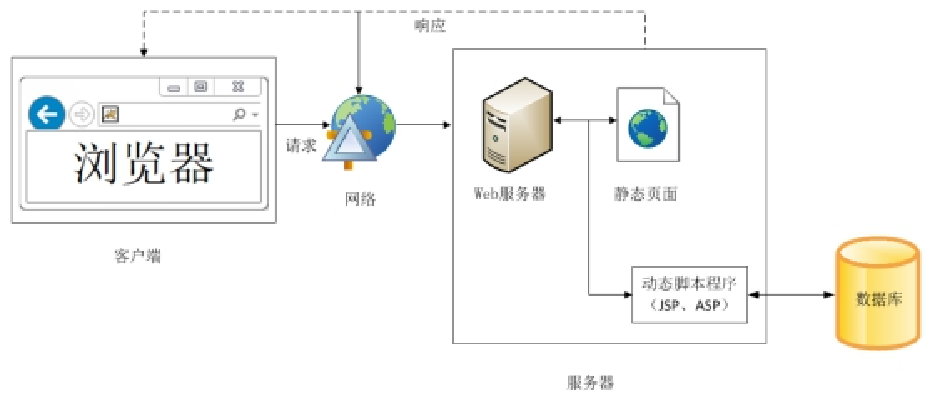 响应
浏览器
请求
网络
客户端
Web服务器
静态页面
动态脚本程序
（JSP、ASP）
数据库
服务器